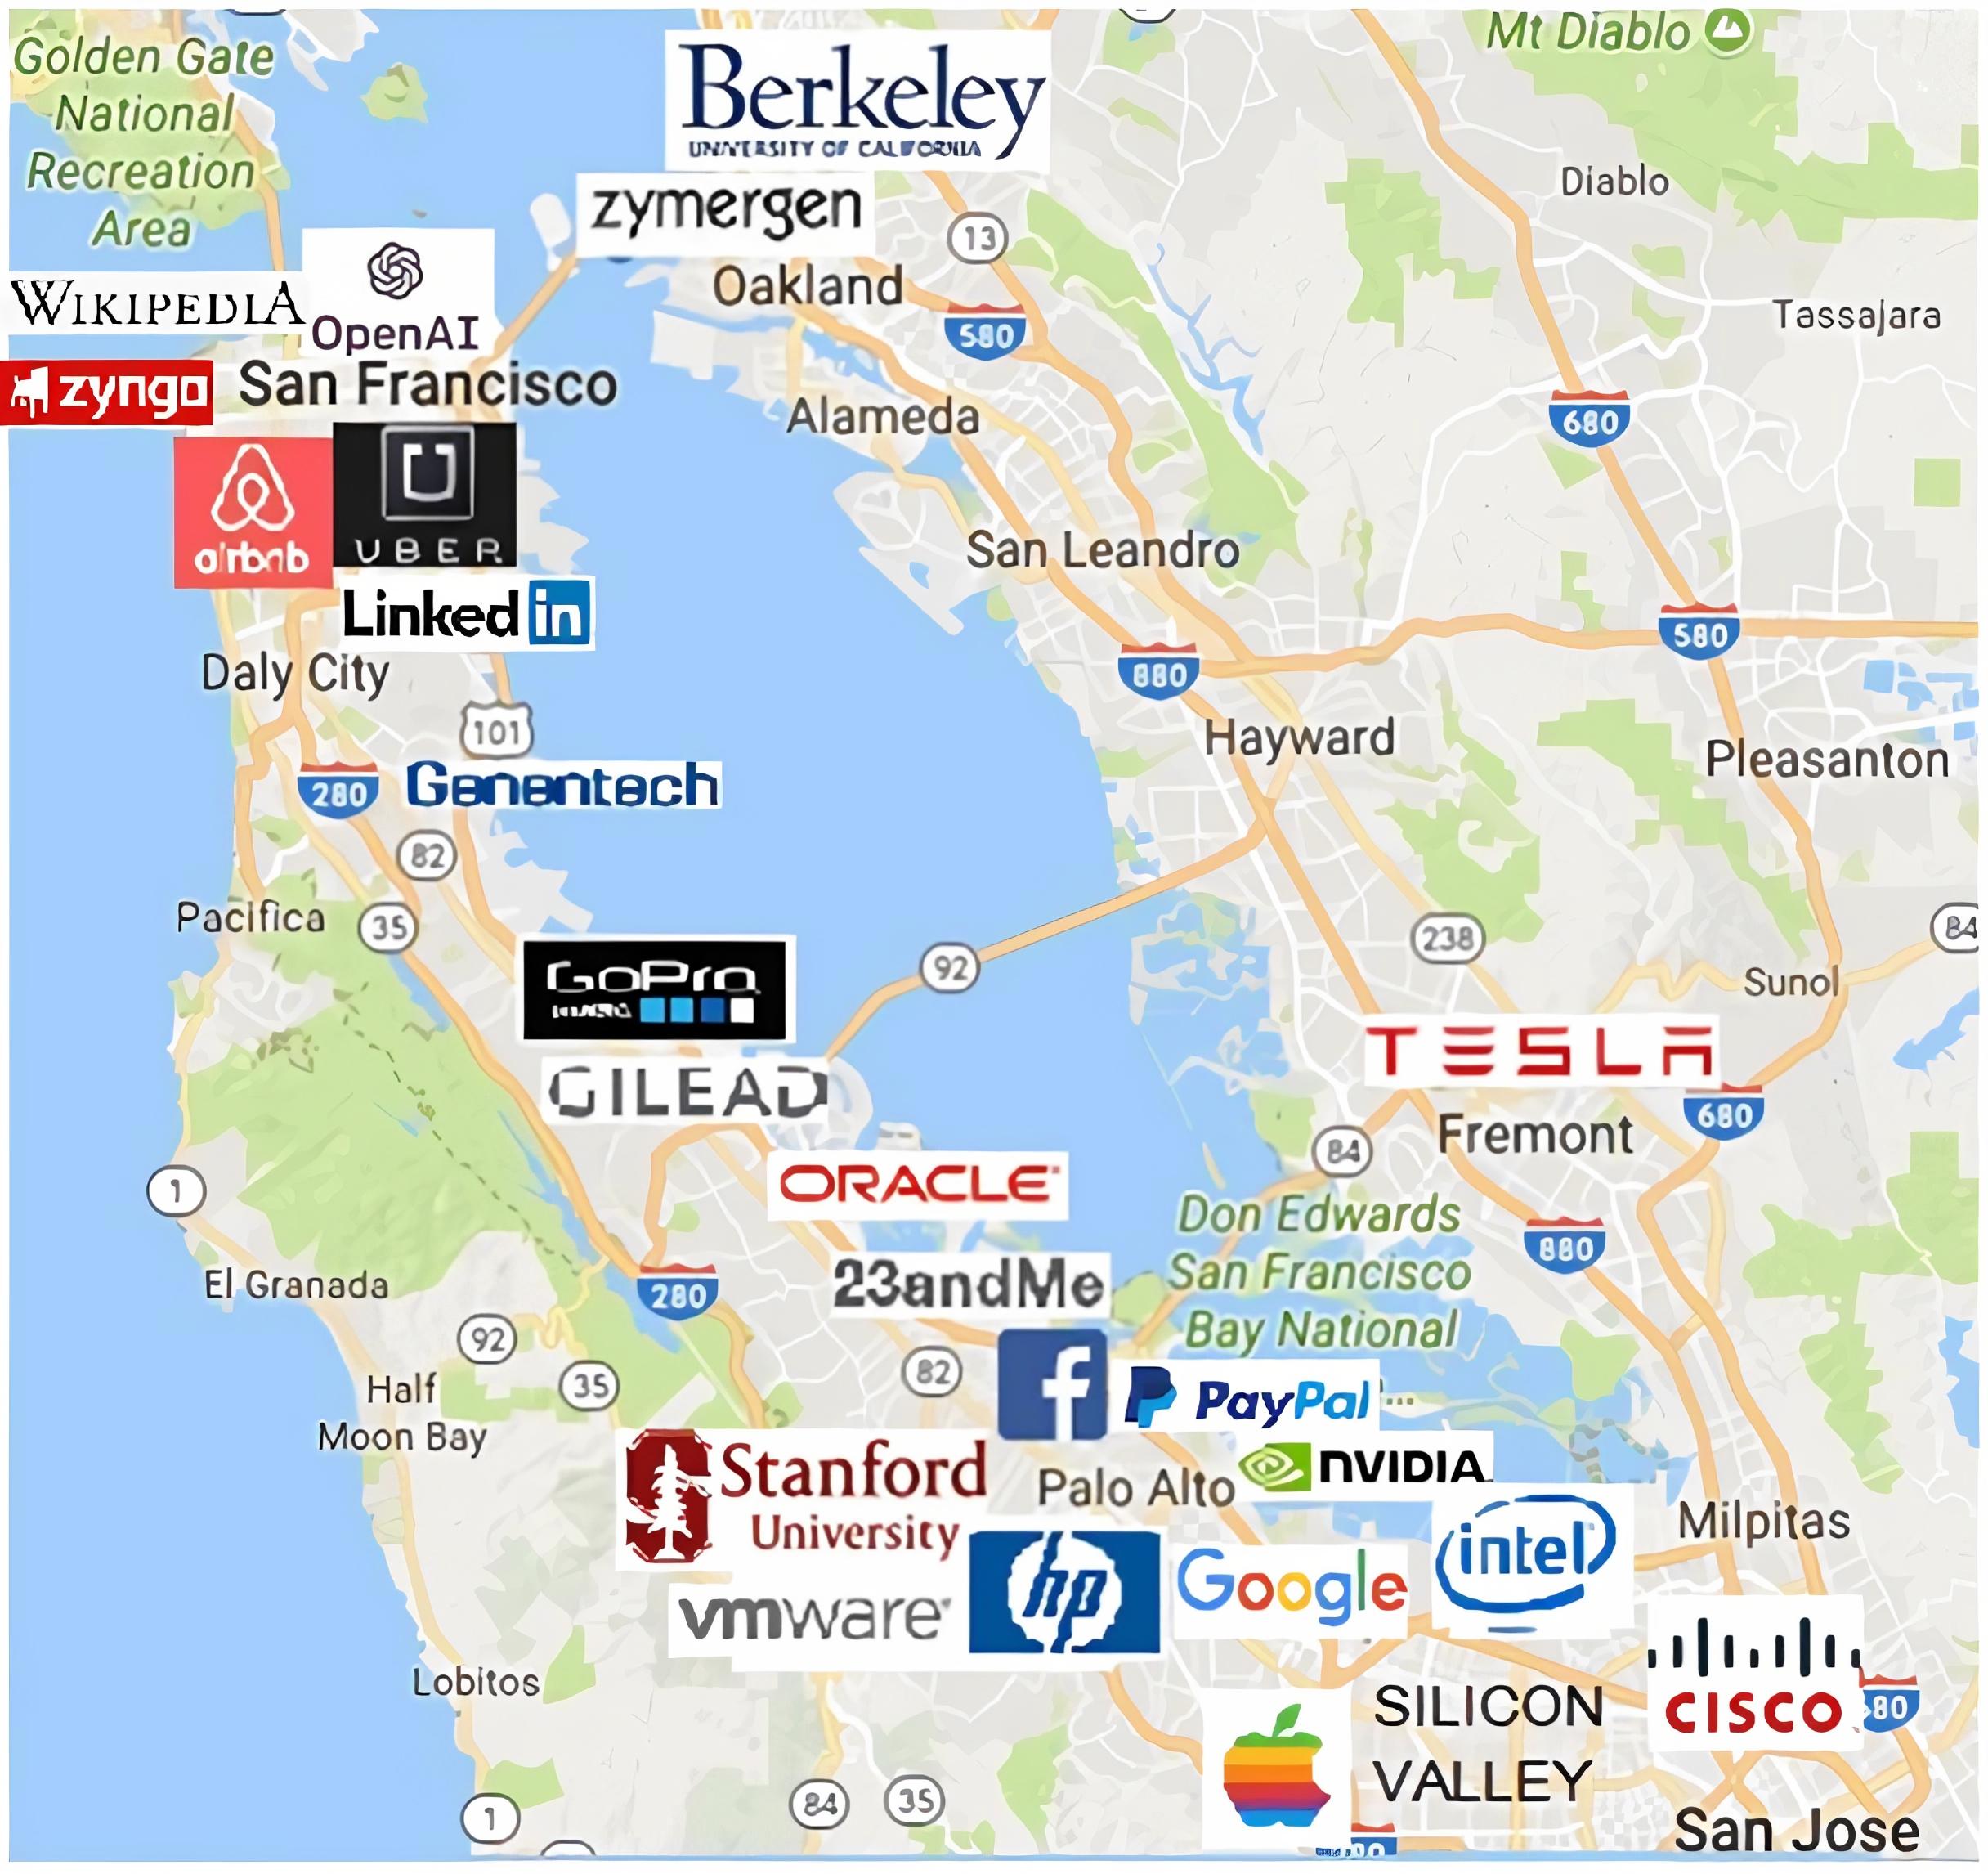 Golden Gate
National
Recreation
Area
Mt Diablo
Berkeley
UNIVERSITY OF CALIFORNIA
Diablo
zymergen
13
Oakland
Tassajara
WIKIPEDIA
OpenAI
580
zynga
San Francisco
Alameda
680
airbnb
UBER
San Leandro
Linked in
580
Daly City
880
101
Hayward
Pleasanton
280
Genentech
82
Pacifica
35
GoPro
92
238
84
Sunol
TESLA
GILEAD
680
Fremont
84
1
ORACLE
Don Edwards
San Francisco
Bay National
880
El Granada
280
23andMe
92
Half
Moon Bay
35
82
f
PayPal ...
Stanford
University
Palo Alto
NVIDIA
intel
Milpitas
vmware
hp
Google
Lobitos
SILICON
VALLEY
CISCO
80
1
84
35
San Jose